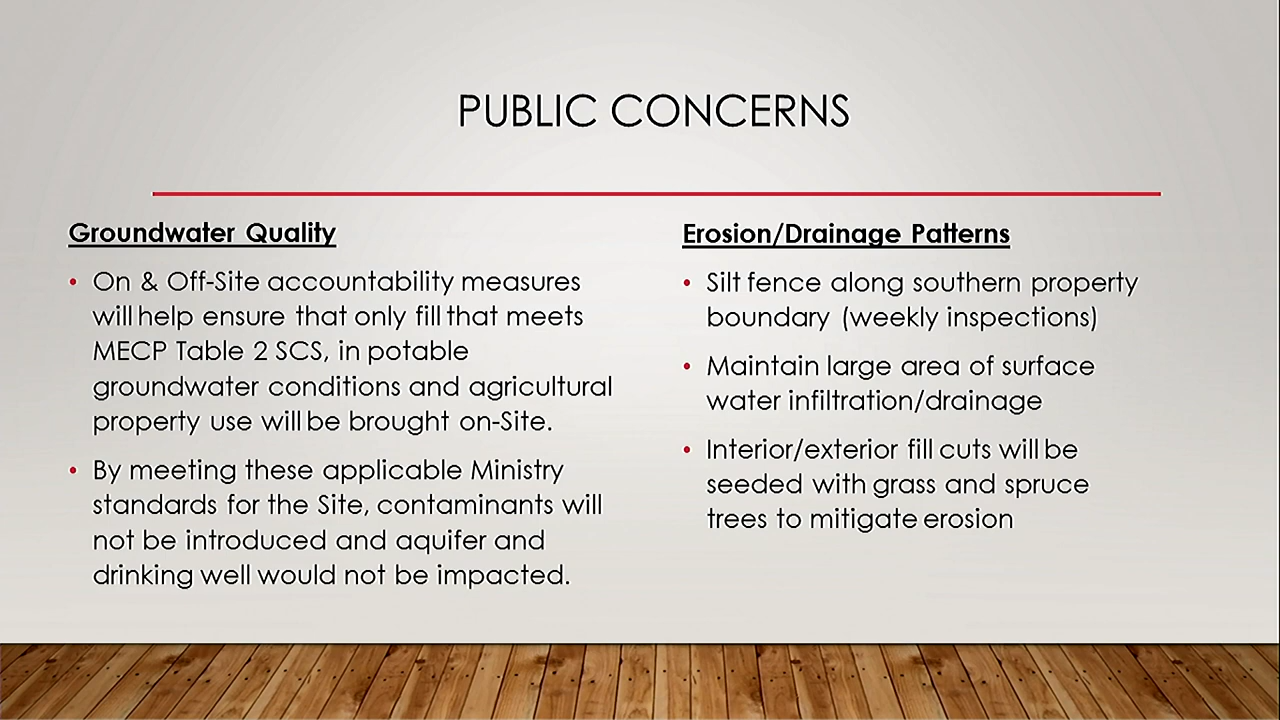 PUBLIC CONCERNS
Groundwater Quality
• On & Off-Site accountability measures
will help ensure that only fill that meets
MECP Table 2 SCS, in potable
groundwater conditions and agricultural
property use will be brought on-Site.
• By meeting these applicable Ministry
standards for the Site, contaminants will
not be introduced and aquifer and
drinking well would not be impacted.
Erosion/Drainage Patterns
• Silt fence along southern property
boundary (weekly inspections)
• Maintain large area of surface
water infiltration/drainage
• Interior/exterior fill cuts will be
seeded with grass and spruce
trees to mitigate erosion